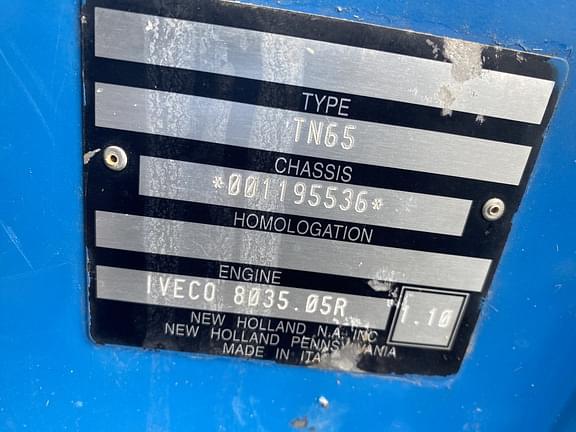 TYPE
TN65
CHASSIS
*001195536*
HOMOLOGATION
ENGINE
IVECO 8035.05R
1.10
NEW HOLLAND N.A. INC
NEW HOLLAND PENNSYLVANIA
MADE IN ITA